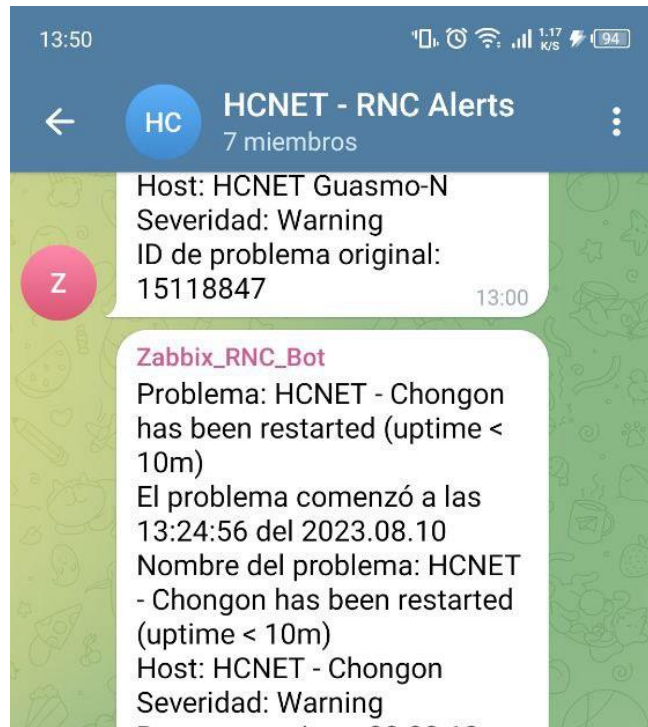 13:50
1.17 K/S 94
HC
HCNET - RNC Alerts
7 miembros
Host: HCNET Guasmo-N
Severidad: Warning
ID de problema original:
15118847
13:00
Z
Zabbix_RNC_Bot
Problema: HCNET - Chongon
has been restarted (uptime <
10m)
El problema comenzó a las
13:24:56 del 2023.08.10
Nombre del problema: HCNET
- Chongon has been restarted
(uptime < 10m)
Host: HCNET - Chongon
Severidad: Warning